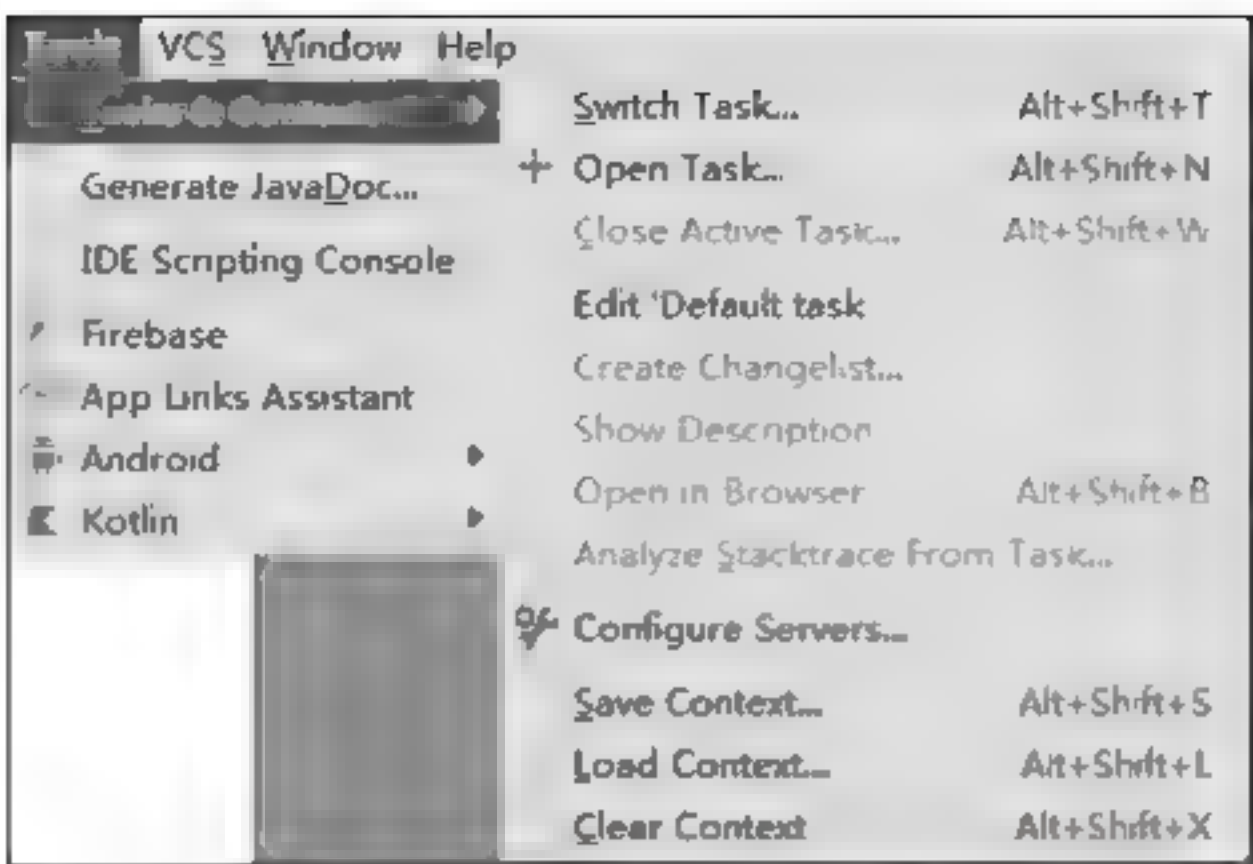 VCS Window Help
Generate JavaDoc...
IDE Scripting Console
Firebase
App Links Assistant
Android
Kotlin
Switch Task... Alt+Shift+T
Open Task... Alt+Shift+N
Close Active Task... Alt+Shift+W
Edit 'Default task
Create Changelist...
Show Description
Open in Browser Alt+Shift+B
Analyze Stacktrace From Task...
Configure Servers...
Save Context... Alt+Shift+S
Load Context... Alt+Shift+L
Clear Context Alt+Shift+X